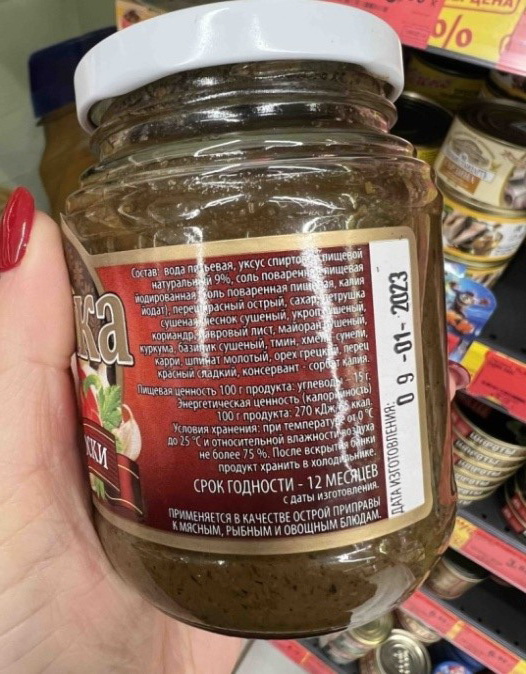 Состав: вода питьевая, уксус спиртовой пищевой
натуральный 9%, соль поваренная пищевая
йодированная (соль поваренная пищевая, калия
йодат), перец красный острый, сахар, петрушка
сушеная, чеснок сушеный, укроп сушеный,
кориандр, лавровый лист, майоран сушеный,
куркума, базилик сушеный, тмин, хмели-сунели,
карри, шпинат молотый, орех грецкий, перец
красный сладкий, консервант - сорбат калия.
Пищевая ценность 100 г продукта: углеводы - 15 г.
Энергетическая ценность (калорийность)
100 г продукта: 270 кДж/ ккал.
Условия хранения: при температуре от 0 °С
до 25 °С и относительной влажности воздуха
не более 75 %. После вскрытия банки
продукт хранить в холодильнике.
СРОК ГОДНОСТИ - 12 МЕСЯЦЕВ
с даты изготовления.
ПРИМЕНЯЕТСЯ В КАЧЕСТВЕ ОСТРОЙ ПРИПРАВЫ
К МЯСНЫМ, РЫБНЫМ И ОВОЩНЫМ БЛЮДАМ.
ДАТА ИЗГОТОВЛЕНИЯ:
09-01-2023
ка
ски
ЦЕНА
%